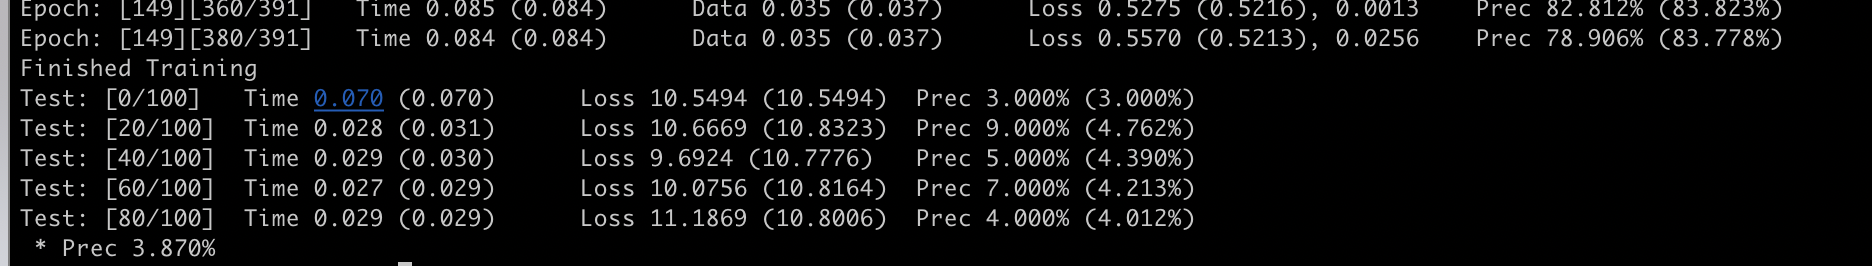 Epoch: [149][360/391]   Time 0.085 (0.084)      Data 0.035 (0.037)      Loss 0.5275 (0.5216), 0.0013    Prec 82.812% (83.823%)
Epoch: [149][380/391]   Time 0.084 (0.084)      Data 0.035 (0.037)      Loss 0.5570 (0.5213), 0.0256    Prec 78.906% (83.778%)
Finished Training
Test: [0/100]   Time 0.070 (0.070)      Loss 10.5494 (10.5494)  Prec 3.000% (3.000%)
Test: [20/100]  Time 0.028 (0.031)      Loss 10.6669 (10.8323)  Prec 9.000% (4.762%)
Test: [40/100]  Time 0.029 (0.030)      Loss 9.6924 (10.7776)   Prec 5.000% (4.390%)
Test: [60/100]  Time 0.027 (0.029)      Loss 10.0756 (10.8164)  Prec 7.000% (4.213%)
Test: [80/100]  Time 0.029 (0.029)      Loss 11.1869 (10.8006)  Prec 4.000% (4.012%)
 * Prec 3.870%